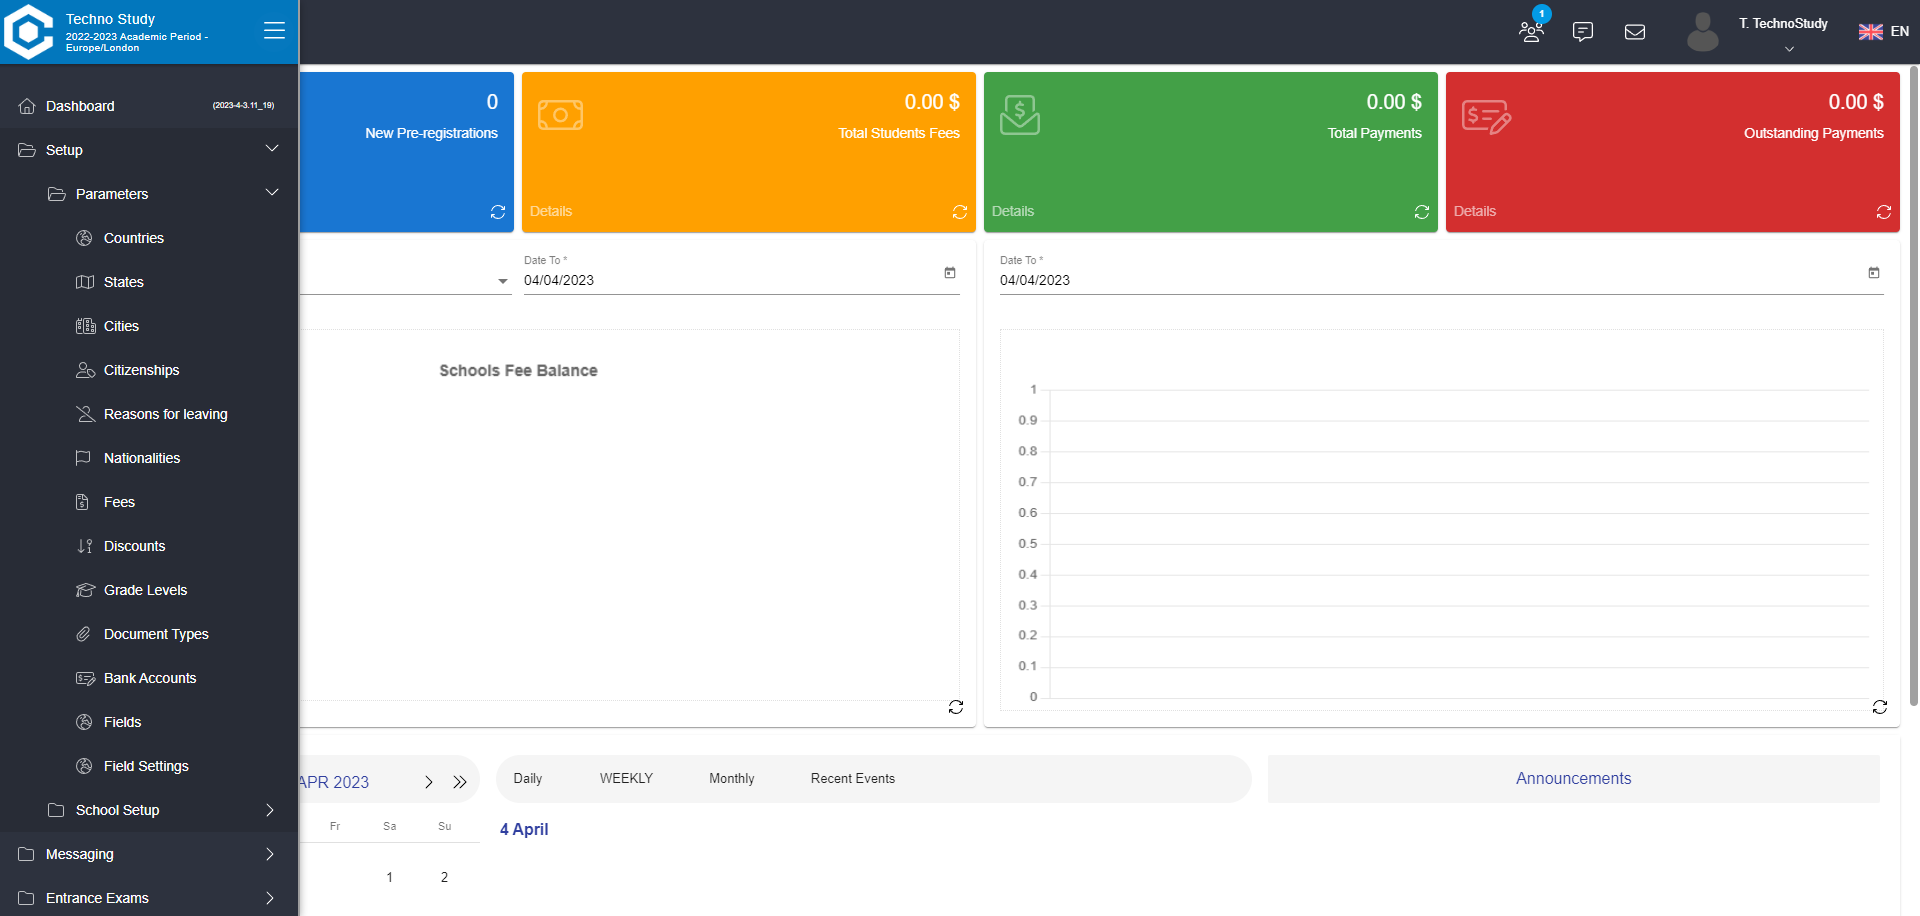 Techno Study
2022-2023 Academic Period -
Europe/London
1
T. TechnoStudy
EN
Dashboard
(2023-4-3.11_19)
Setup
Parameters
Countries
States
Cities
Citizenships
Reasons for leaving
Nationalities
Fees
Discounts
Grade Levels
Document Types
Bank Accounts
Fields
Field Settings
School Setup
Messaging
Entrance Exams
0
New Pre-registrations
0.00 $
Total Students Fees
Details
0.00 $
Total Payments
Details
0.00 $
Outstanding Payments
Details
Date To *
04/04/2023
Schools Fee Balance
Date To *
04/04/2023
1
0.9
0.8
0.7
0.6
0.5
0.4
0.3
0.2
0.1
0
APR 2023
Fr Sa Su
1 2
Daily WEEKLY Monthly Recent Events
4 April
Announcements